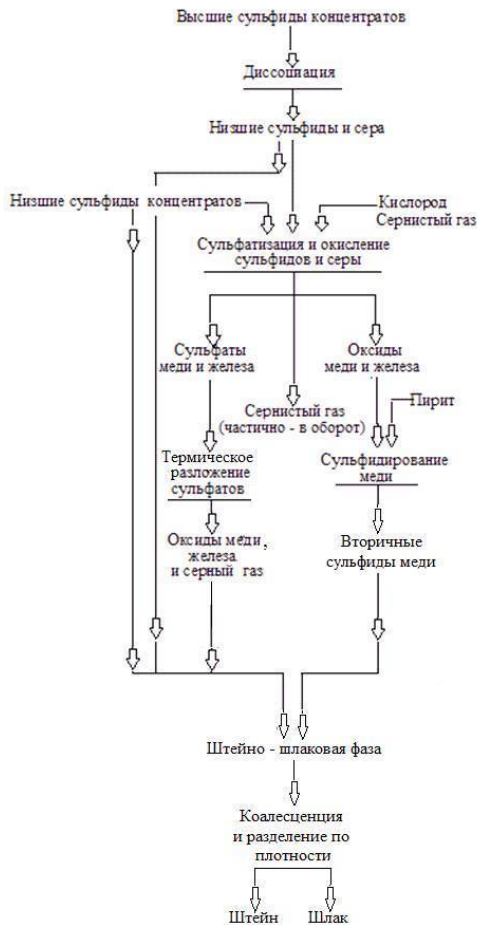 Высшие сульфиды концентратов
Диссоциация
Низшие сульфиды и сера
Низшие сульфиды концентратов
Кислород
Сернистый газ
Сульфатизация и окисление
сульфидов и серы
Сульфаты
меди и железа
Оксиды
меди и железа
Сернистый газ
(частично - в оборот)
Пирит
Термическое
разложение
сульфатов
Сульфидирование
меди
Оксиды меди,
железа
и серный газ
Вторичные
сульфиды меди
Штейно - шлаковая фаза
Коалесценция
и разделение по
плотности
Штейн
Шлак